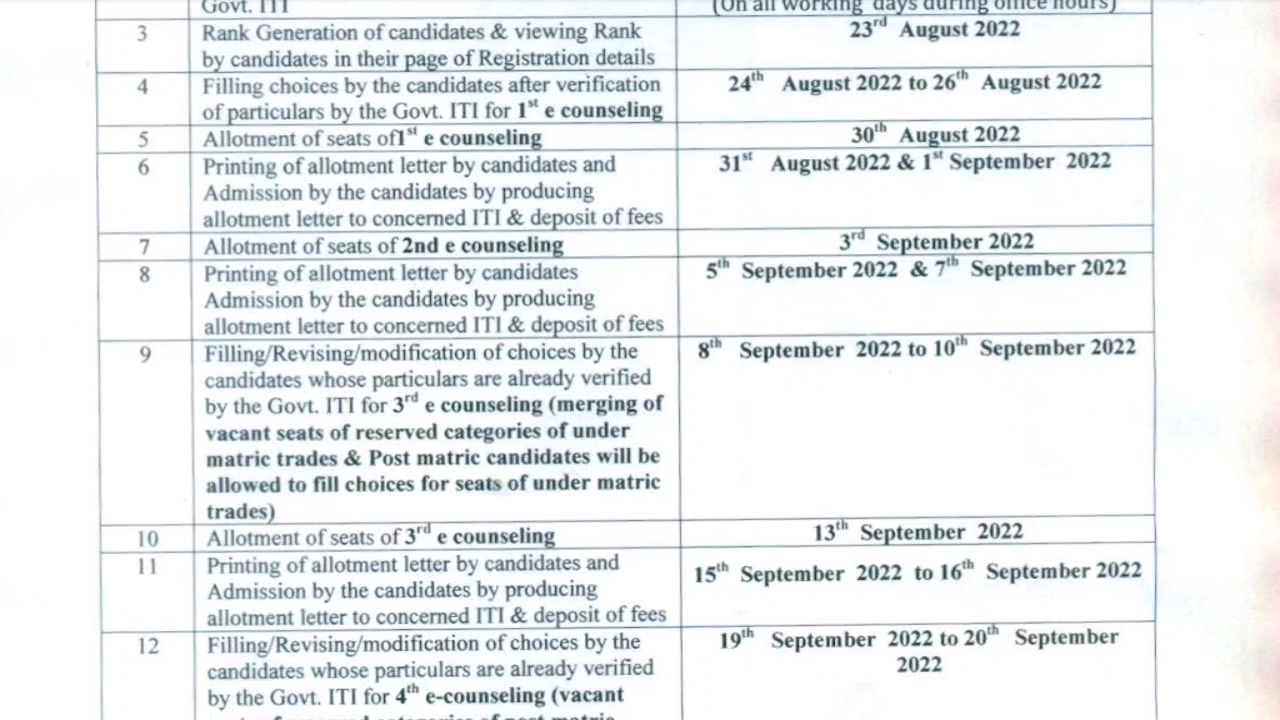 Govt. ITI
(On all working days during office hours)
3
Rank Generation of candidates & viewing Rank
by candidates in their page of Registration details
23rd August 2022
4
Filling choices by the candidates after verification
of particulars by the Govt. ITI for 1st e counseling
24th August 2022 to 26th August 2022
5
Allotment of seats of1st e counseling
30th August 2022
6
Printing of allotment letter by candidates and
Admission by the candidates by producing
allotment letter to concerned ITI & deposit of fees
31st August 2022 & 1st September 2022
7
Allotment of seats of 2nd e counseling
3rd September 2022
8
Printing of allotment letter by candidates
Admission by the candidates by producing
allotment letter to concerned ITI & deposit of fees
5th September 2022 & 7th September 2022
9
Filling/Revising/modification of choices by the
candidates whose particulars are already verified
by the Govt. ITI for 3rd e counseling (merging of
vacant seats of reserved categories of under
matric trades & Post matric candidates will be
allowed to fill choices for seats of under matric
trades)
8th September 2022 to 10th September 2022
10
Allotment of seats of 3rd e counseling
13th September 2022
11
Printing of allotment letter by candidates and
Admission by the candidates by producing
allotment letter to concerned ITI & deposit of fees
15th September 2022 to 16th September 2022
12
Filling/Revising/modification of choices by the
candidates whose particulars are already verified
by the Govt. ITI for 4th e-counseling (vacant
19th September 2022 to 20th September
2022